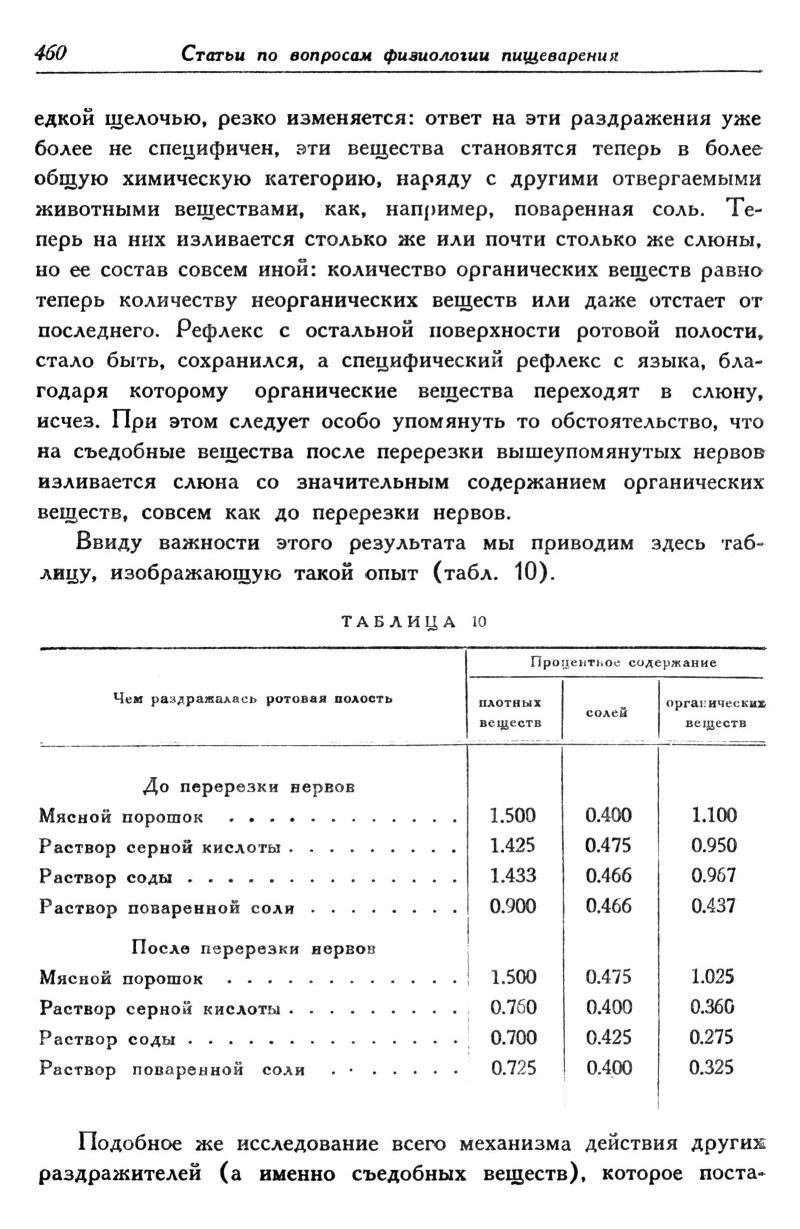 460 Статьи по вопросам физиологии пищеварения
едкой щелочью, резко изменяется: ответ на эти раздражения уже
более не специфичен, эти вещества становятся теперь в более
общую химическую категорию, наряду с другими отвергаемыми
животными веществами, как, например, поваренная соль. Те-
перь на них изливается столько же или почти столько же слюны,
но ее состав совсем иной: количество органических веществ равно
теперь количеству неорганических веществ или даже отстает от
последнего. Рефлекс с остальной поверхности ротовой полости,
стало быть, сохранился, а специфический рефлекс с языка, бла-
годаря которому органические вещества переходят в слюну,
исчез. При этом следует особо упомянуть то обстоятельство, что
на съедобные вещества после перерезки вышеупомянутых нервов
изливается слюна со значительным содержанием органических
веществ, совсем как до перерезки нервов.
Ввиду важности этого результата мы приводим здесь таб-
лицу, изображающую такой опыт (табл. 10).
ТАБЛИЦА 10
Процентное содержание
Чем раздражалась ротовая полость
плотных веществ
солей
органических веществ
До перерезки нервов
Мясной порошок . . . . . . . . . . . . 1.500 0.400 1.100
Раствор серной кислоты . . . . . . . . . 1.425 0.475 0.950
Раствор соды . . . . . . . . . . . . . . 1.433 0.466 0.967
Раствор поваренной соли . . . . . . . . 0.900 0.466 0.437
После перерезки нервов
Мясной порошок . . . . . . . . . . . . 1.500 0.475 1.025
Раствор серной кислоты . . . . . . . . . 0.760 0.400 0.360
Раствор соды . . . . . . . . . . . . . . 0.700 0.425 0.275
Раствор поваренной соли . . . . . . . 0.725 0.400 0.325
Подобное же исследование всего механизма действия других
раздражителей (а именно съедобных веществ), которое поста-